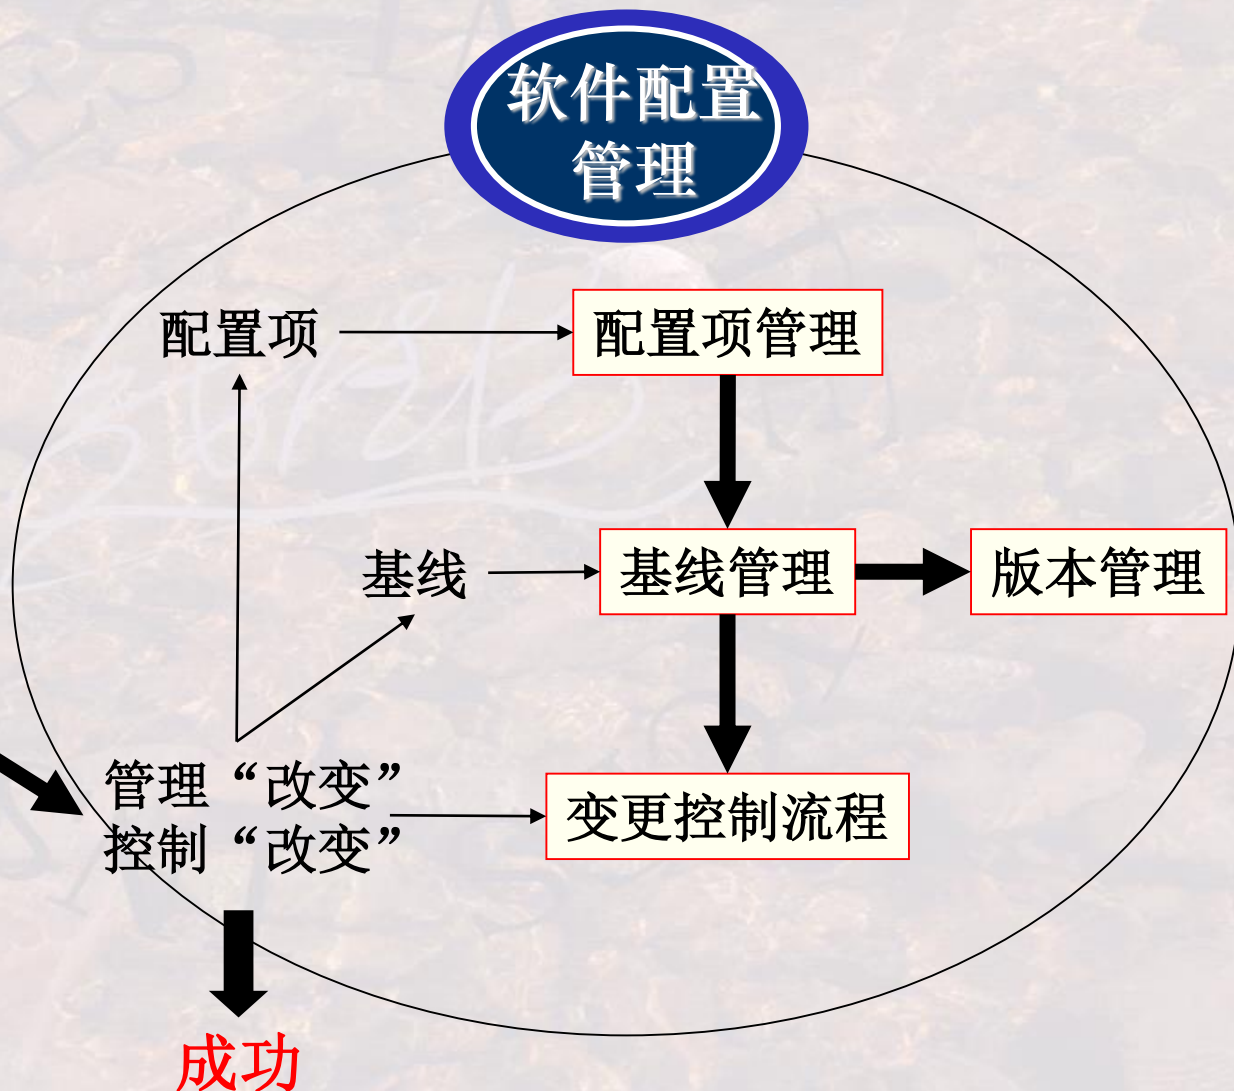 软件配置
管理
配置项
配置项管理
基线
基线管理
版本管理
管理“改变”
控制“改变”
变更控制流程
成功